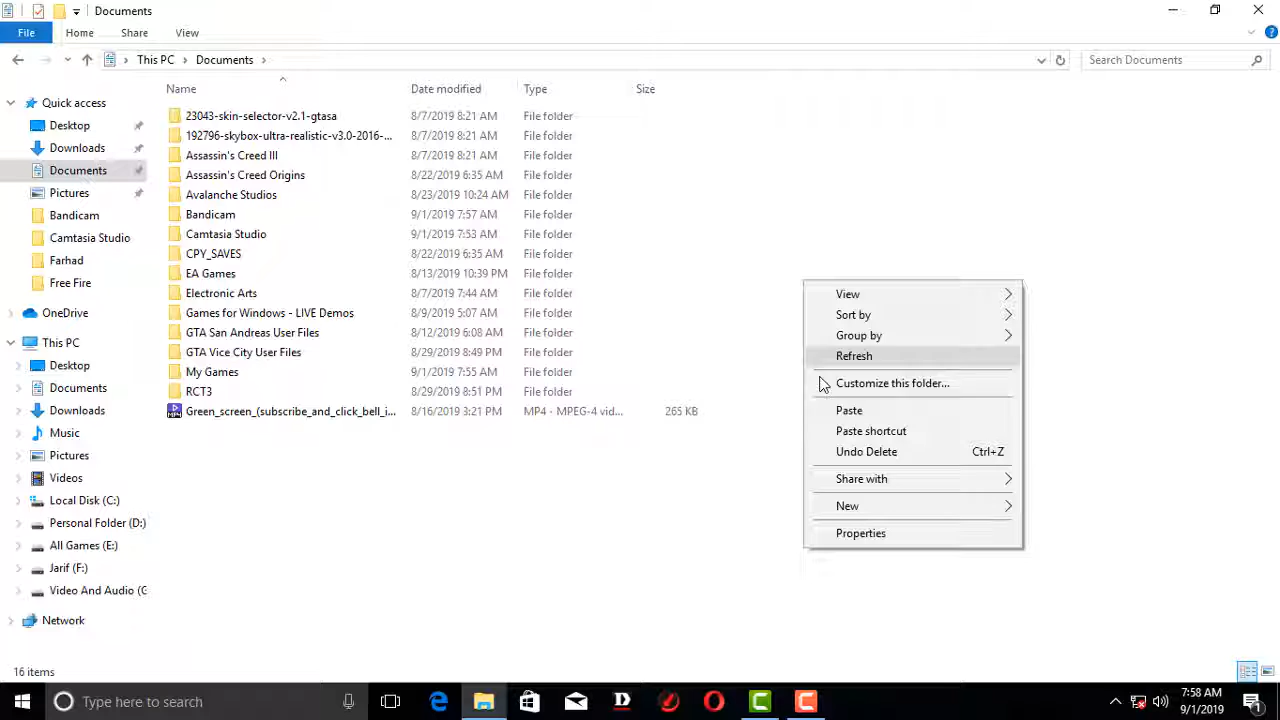 Documents
File Home Share View
This PC Documents
Search Documents
Name Date modified Type Size
Quick access
Desktop
Downloads
Documents
Pictures
Bandicam
Camtasia Studio
Farhad
Free Fire
OneDrive
This PC
Desktop
Documents
Downloads
Music
Pictures
Videos
Local Disk (C:)
Personal Folder (D:)
All Games (E:)
Jarif (F:)
Video And Audio (G
Network
23043-skin-selector-v2.1-gtasa 8/7/2019 8:21 AM File folder
192796-skybox-ultra-realistic-v3.0-2016-... 8/7/2019 8:21 AM File folder
Assassin's Creed III 8/7/2019 8:21 AM File folder
Assassin's Creed Origins 8/22/2019 6:35 AM File folder
Avalanche Studios 8/23/2019 10:24 AM File folder
Bandicam 9/1/2019 7:57 AM File folder
Camtasia Studio 9/1/2019 7:53 AM File folder
CPY_SAVES 8/22/2019 6:35 AM File folder
EA Games 8/13/2019 10:39 PM File folder
Electronic Arts 8/7/2019 7:44 AM File folder
Games for Windows - LIVE Demos 8/9/2019 5:07 AM File folder
GTA San Andreas User Files 8/12/2019 6:08 AM File folder
GTA Vice City User Files 8/29/2019 8:49 PM File folder
My Games 9/1/2019 7:55 AM File folder
RCT3 8/29/2019 8:51 PM File folder
Green_screen_(subscribe_and_click_bell_i... 8/16/2019 3:21 PM MP4 - MPEG-4 vid... 265 KB
View
Sort by
Group by
Refresh
Customize this folder...
Paste
Paste shortcut
Undo Delete Ctrl+Z
Share with
New
Properties
16 items
Type here to search
7:58 AM
9/1/2019